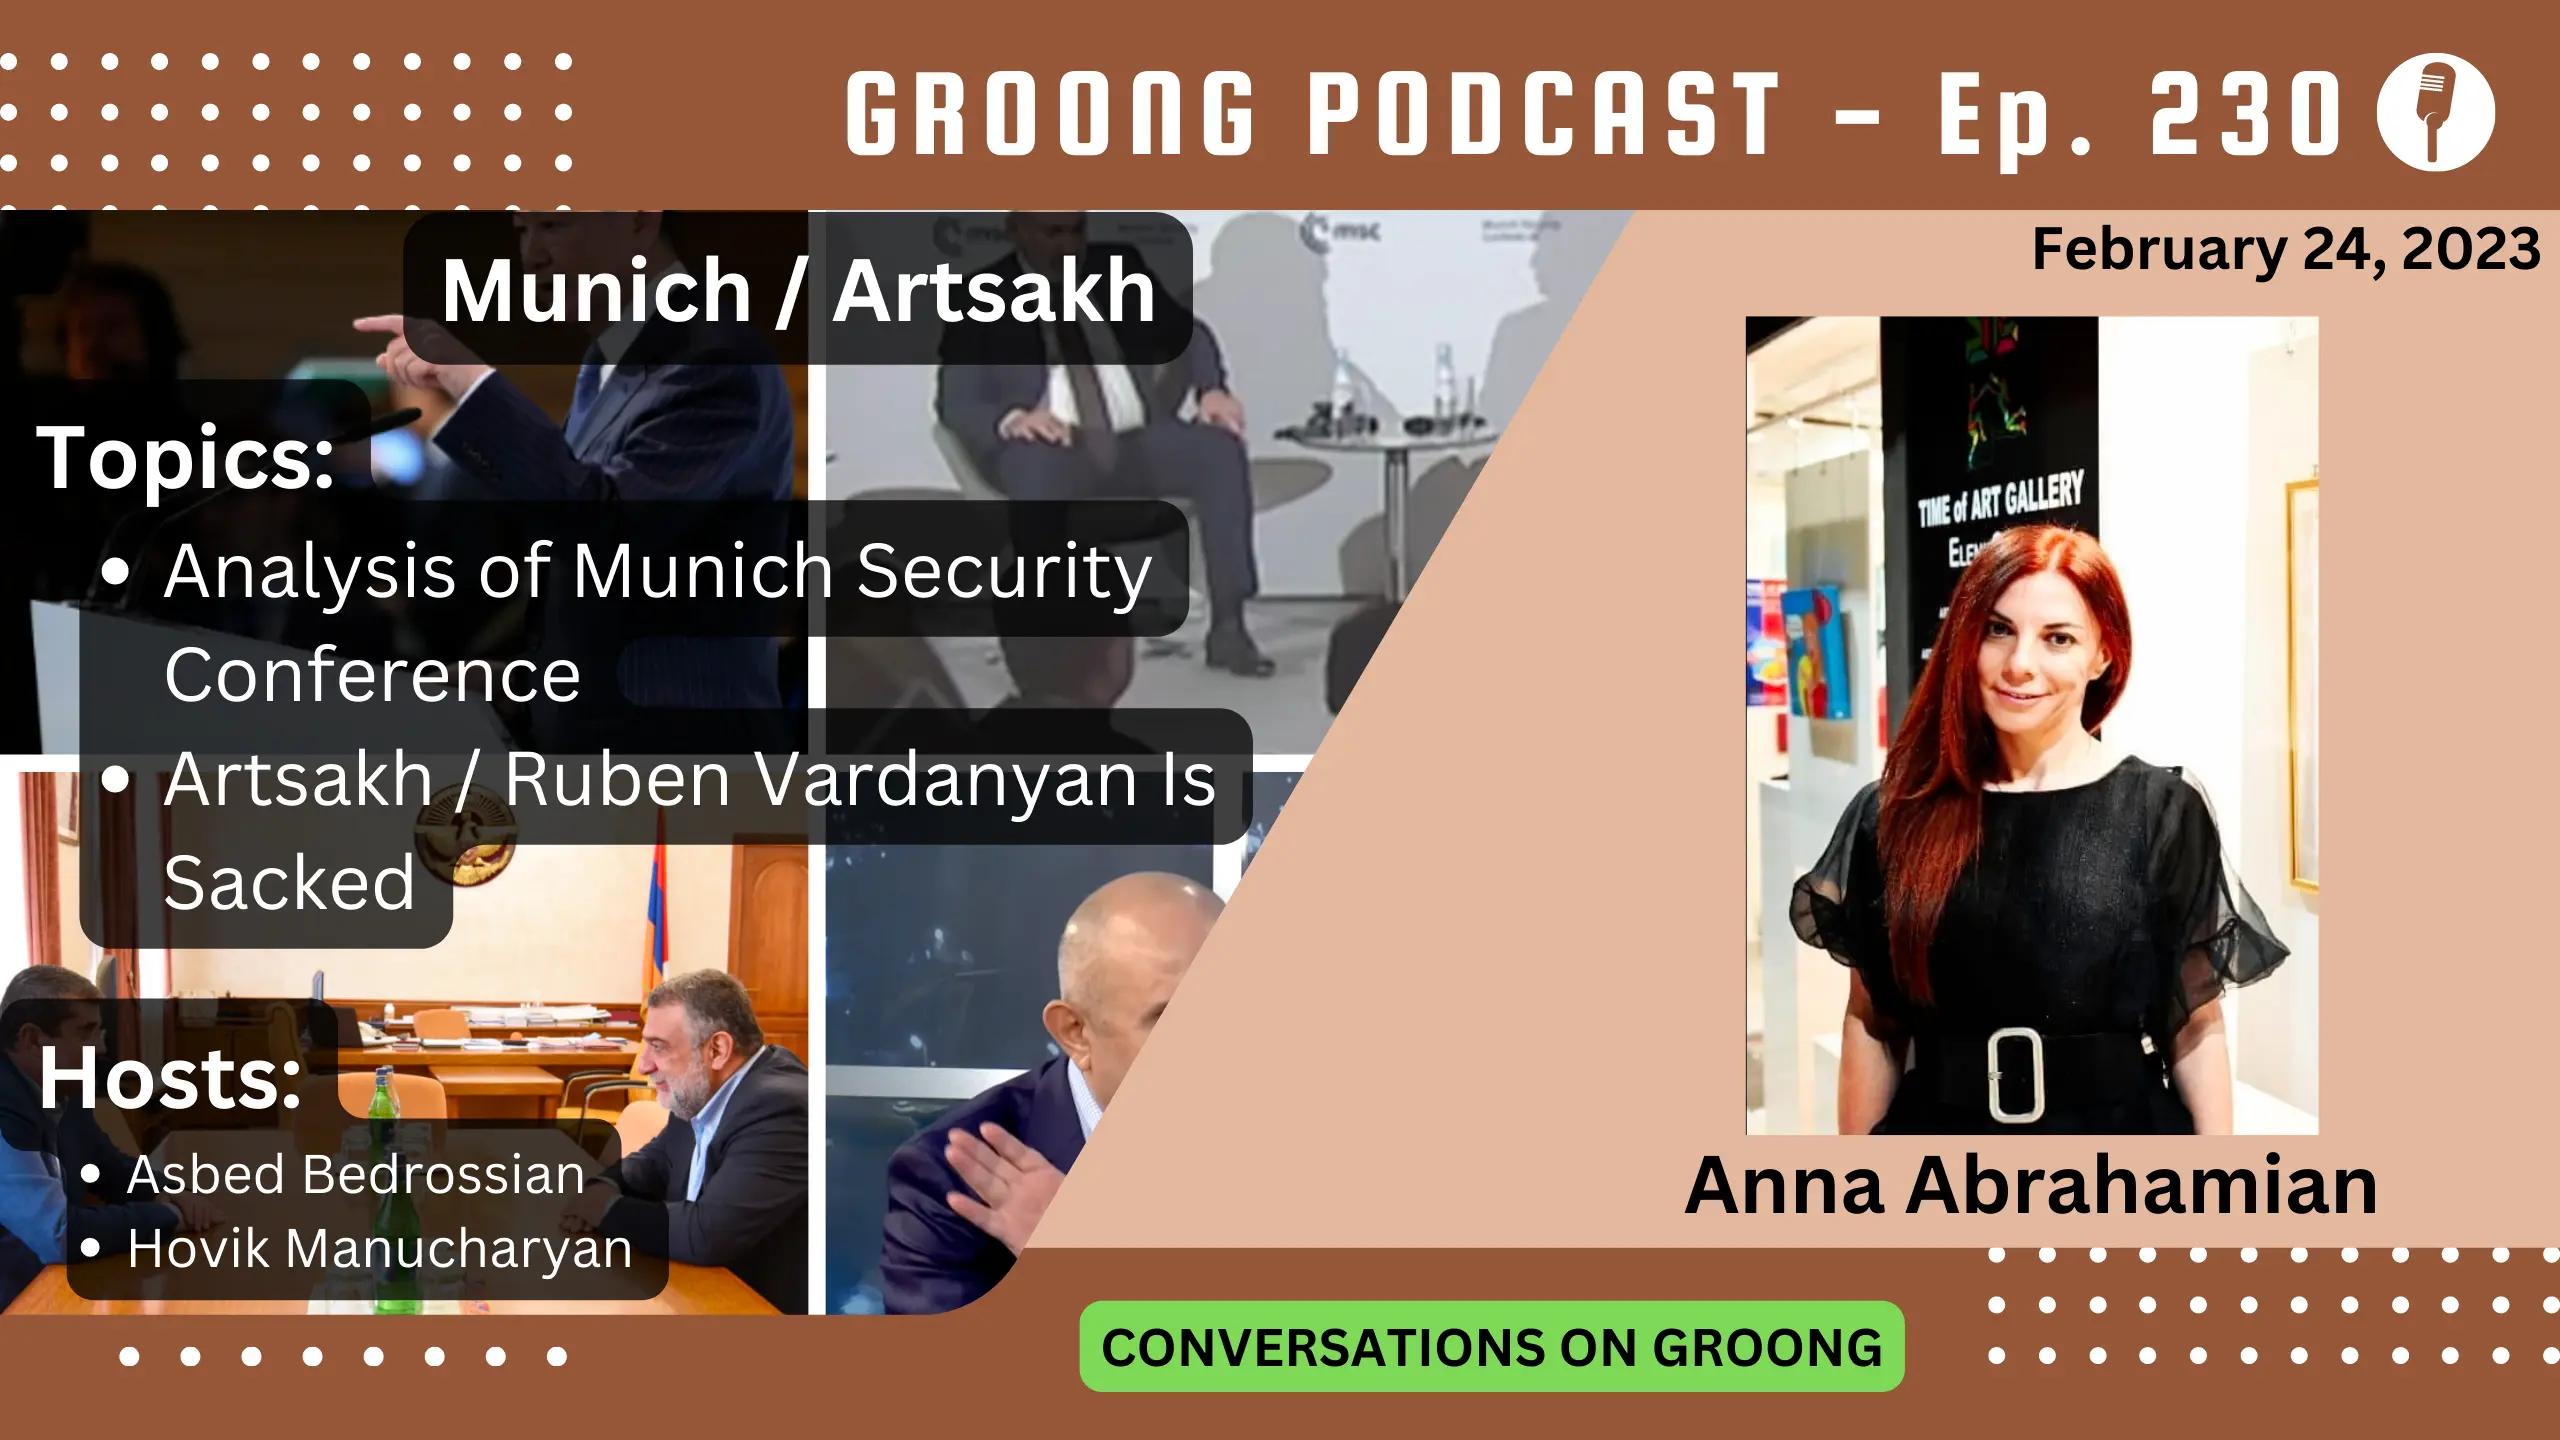 GROONG PODCAST - Ep. 230
February 24, 2023
Munich / Artsakh
Topics:
• Analysis of Munich Security
Conference
• Artsakh / Ruben Vardanyan Is
Sacked
Hosts:
• Asbed Bedrossian
• Hovik Manucharyan
msc
TIME of ART GALLERY
Anna Abrahamian
CONVERSATIONS ON GROONG